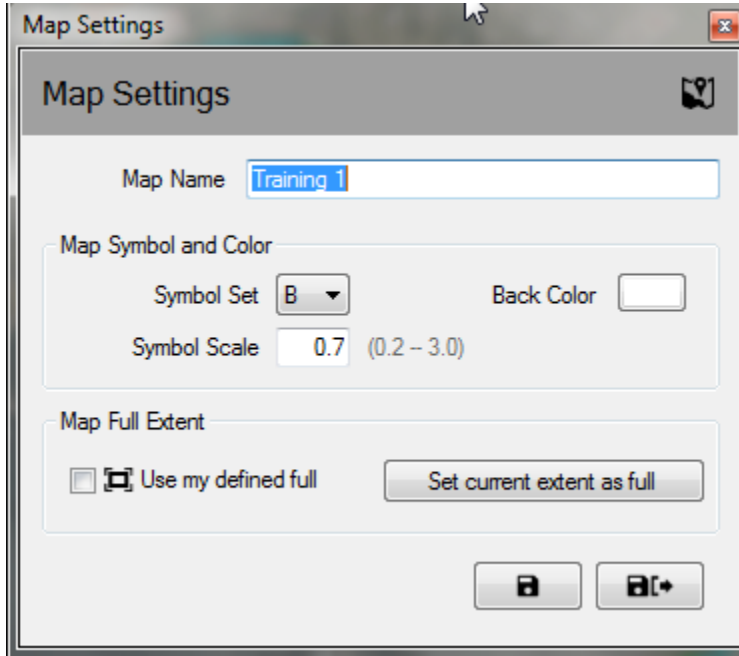 Map Settings
Map Settings
Map Name Training 1
Map Symbol and Color
Symbol Set B Back Color
Symbol Scale 0.7 (0.2 -- 3.0)
Map Full Extent
Use my defined full Set current extent as full